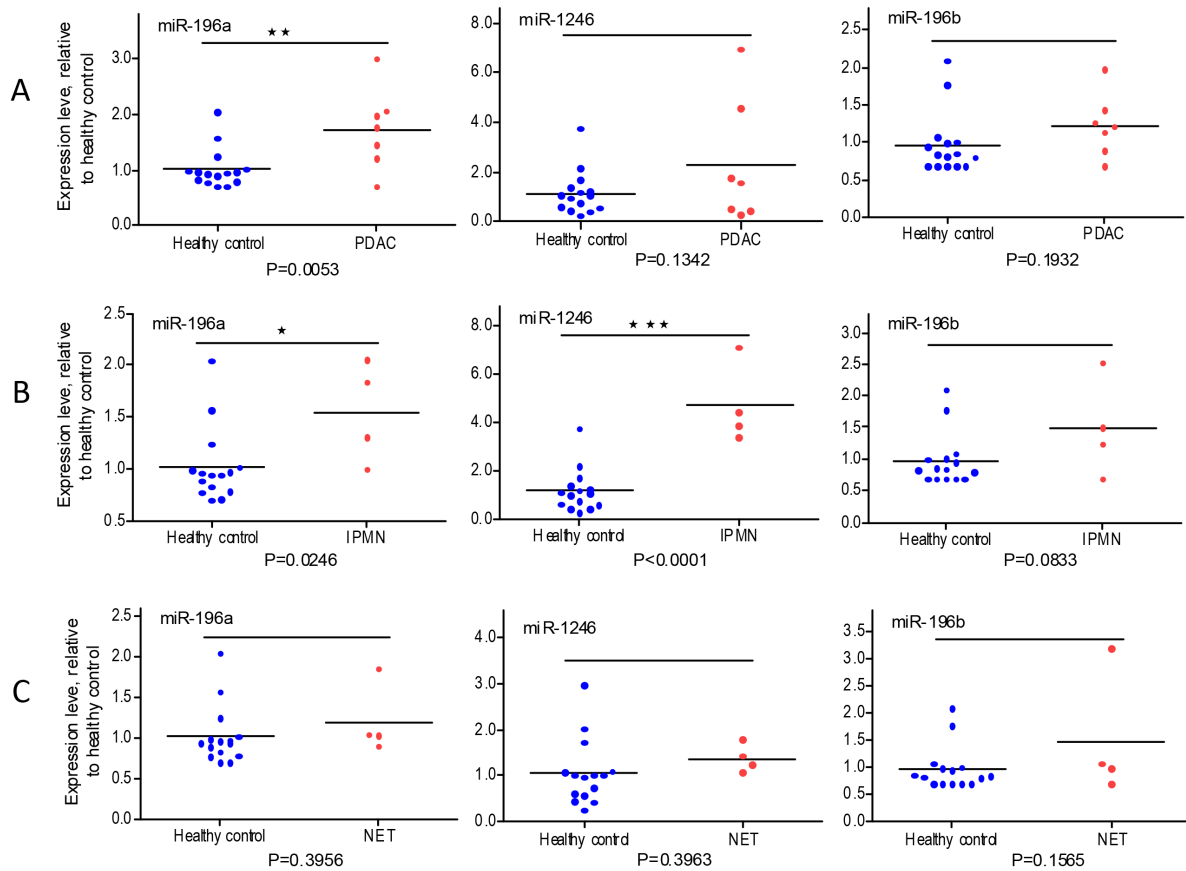 A
Expression leve, relative
to healthy control
miR-196a
★★
3.0
2.0
1.0
0.0
Healthy control
PDAC
P=0.0053
miR-1246
8.0
6.0
4.0
2.0
0.0
Healthy control
PDAC
P=0.1342
miR-196b
2.5
2.0
1.5
1.0
0.5
0.0
Healthy control
PDAC
P=0.1932
B
Expression leve, relative
to healthy control
miR-196a
★
2.5
2.0
1.5
1.0
0.5
Healthy control
IPMN
P=0.0246
miR-1246
★ ★★
8.0
6.0
4.0
2.0
0.0
Healthy control
IPMN
P<0.0001
miR-196b
3.0
2.5
2.0
1.5
1.0
0.5
0.0
Healthy control
IPMN
P=0.0833
C
Expression leve, relative
to healthy control
miR-196a
2.5
2.0
1.5
1.0
0.5
0.0
Healthy control
NET
P=0.3956
miR-1246
4.0
3.0
2.0
1.0
0.0
Healthy control
NET
P=0.3963
miR-196b
3.5
3.0
2.5
2.0
1.5
1.0
0.5
0.0
Healthy control
NET
P=0.1565